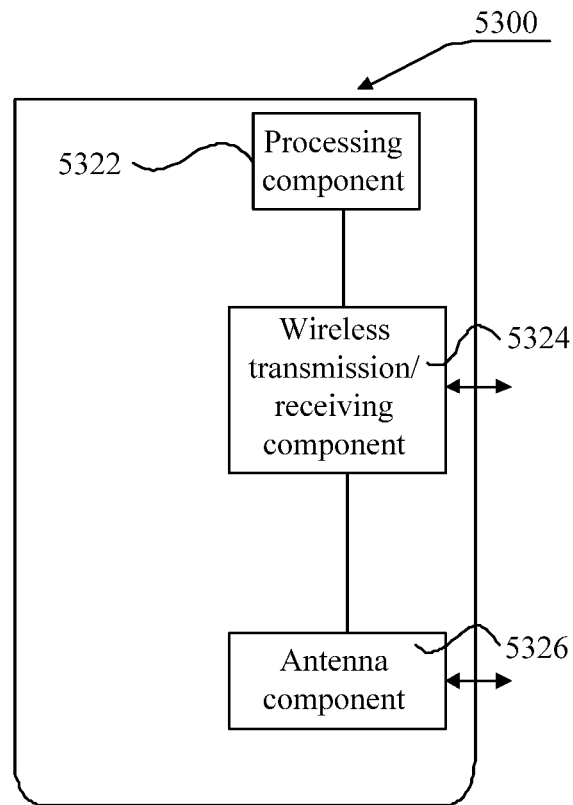 5300
Processing
component
5322
Wireless
transmission/
receiving
component
5324
Antenna
component
5326